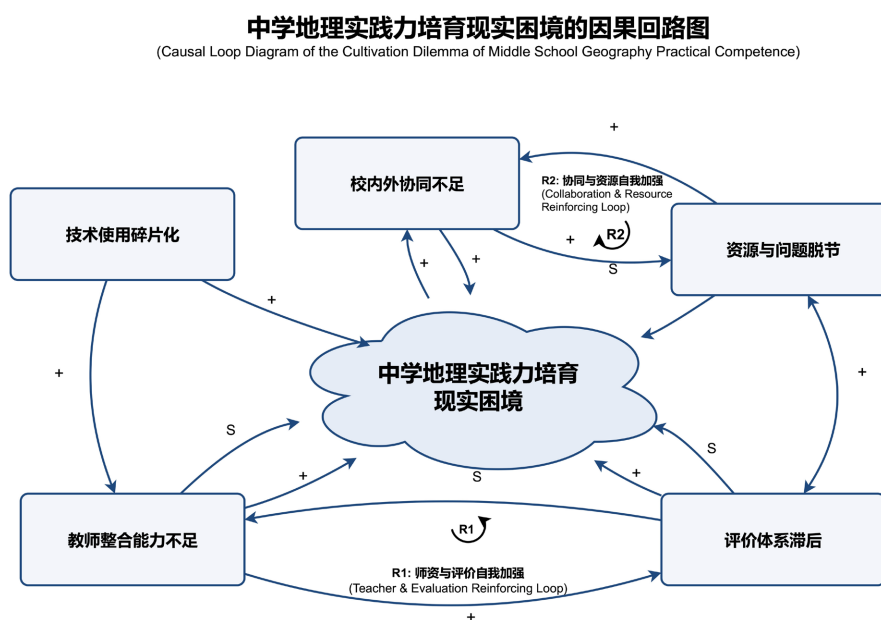 中学地理实践力培育现实困境的因果回路图
(Causal Loop Diagram of the Cultivation Dilemma of Middle School Geography Practical Competence)
+
校内外协同不足
R2: 协同与资源自我加强
(Collaboration & Resource
Reinforcing Loop)
R2
+
S
技术使用碎片化
资源与问题脱节
+
+
+
中学地理实践力培育
现实困境
+
+
S
S
S
+
+
教师整合能力不足
R1
评价体系滞后
R1: 师资与评价自我加强
(Teacher & Evaluation Reinforcing Loop)
+